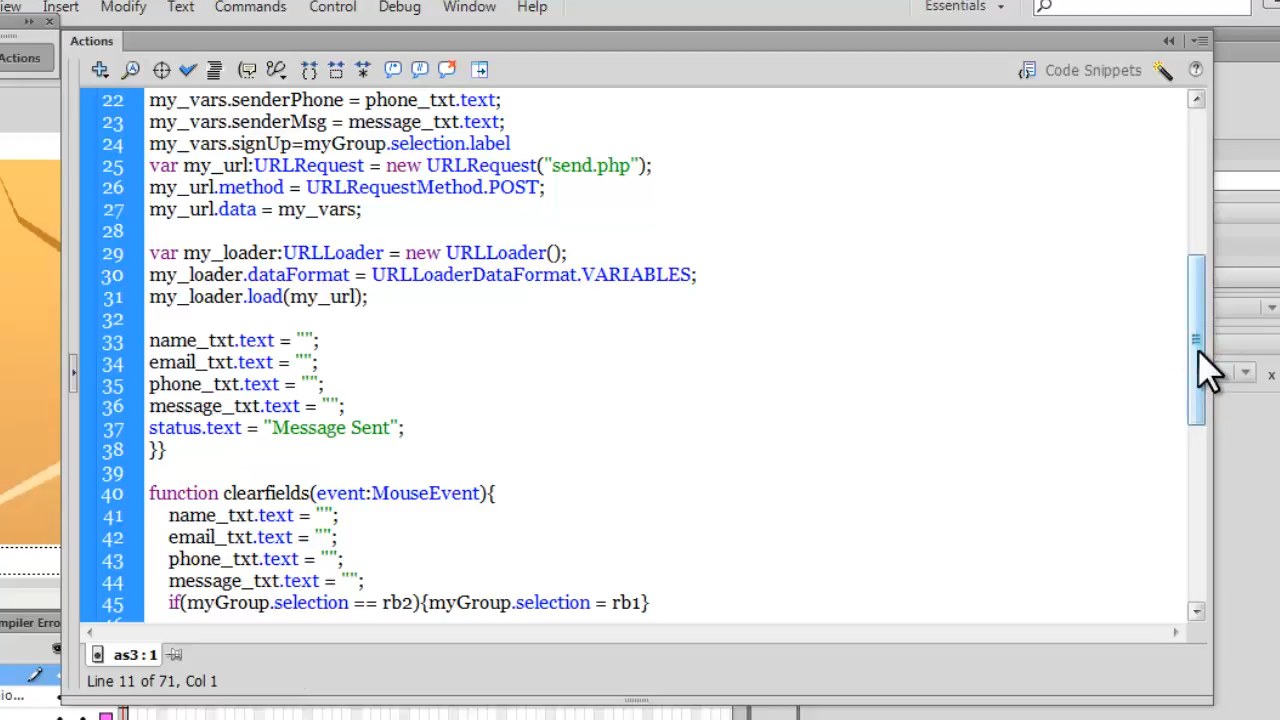 Insert Modify Text Commands Control Debug Window Help Essentials
Actions
Actions
Code Snippets
22 my_vars.senderPhone = phone_txt.text;
23 my_vars.senderMsg = message_txt.text;
24 my_vars.signUp=myGroup.selection.label
25 var my_url:URLRequest = new URLRequest("send.php");
26 my_url.method = URLRequestMethod.POST;
27 my_url.data = my_vars;
28
29 var my_loader:URLLoader = new URLLoader();
30 my_loader.dataFormat = URLLoaderDataFormat.VARIABLES;
31 my_loader.load(my_url);
32
33 name_txt.text = "";
34 email_txt.text = "";
35 phone_txt.text = "";
36 message_txt.text = "";
37 status.text = "Message Sent";
38 }}
39
40 function clearfields(event:MouseEvent){
41 name_txt.text = "";
42 email_txt.text = "";
43 phone_txt.text = "";
44 message_txt.text = "";
45 if(myGroup.selection == rb2){myGroup.selection = rb1}
as3:1
Line 11 of 71, Col 1